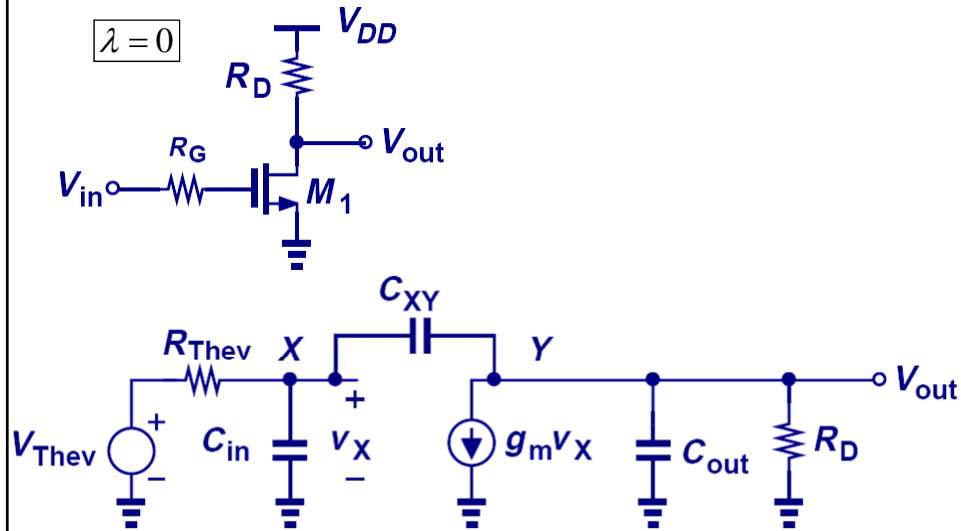 λ = 0
V_DD
R_D
R_G
V_out
V_in
M_1
C_XY
R_Thev X Y
V_out
+
V_Thev + − C_in v_X g_m v_X C_out R_D
−